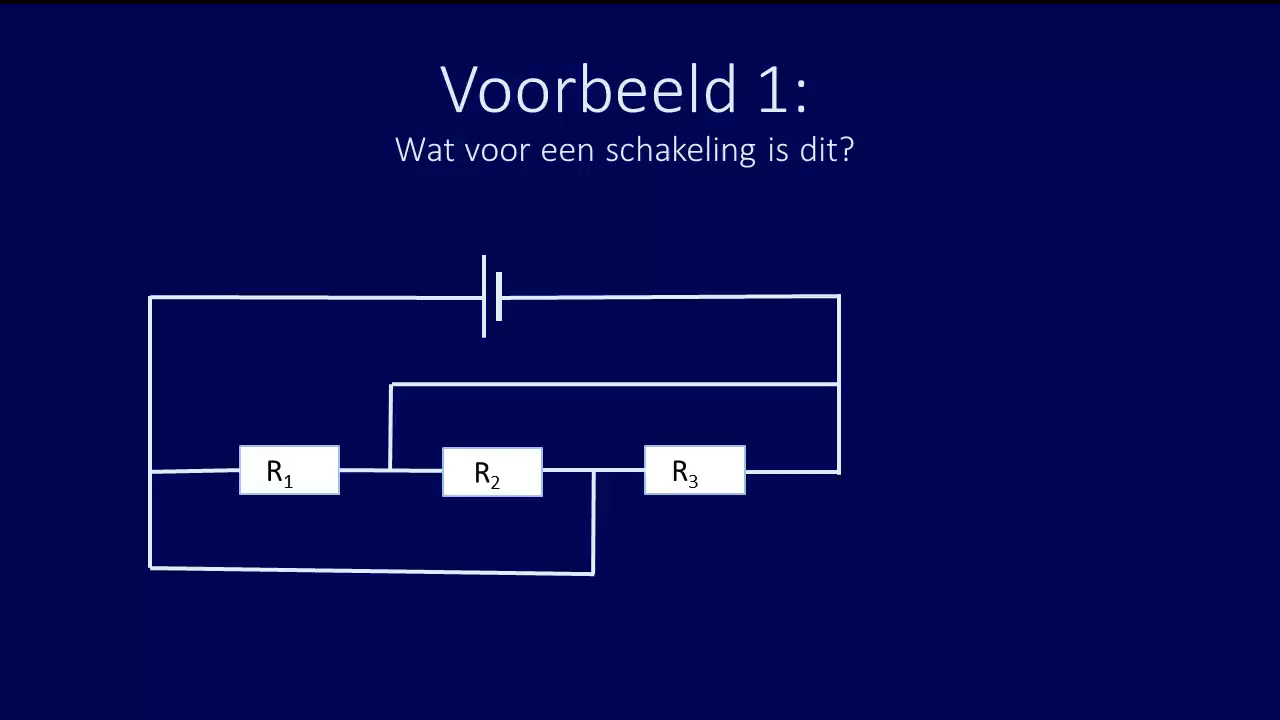 Voorbeeld 1:
Wat voor een schakeling is dit?
R₁ R₂ R₃